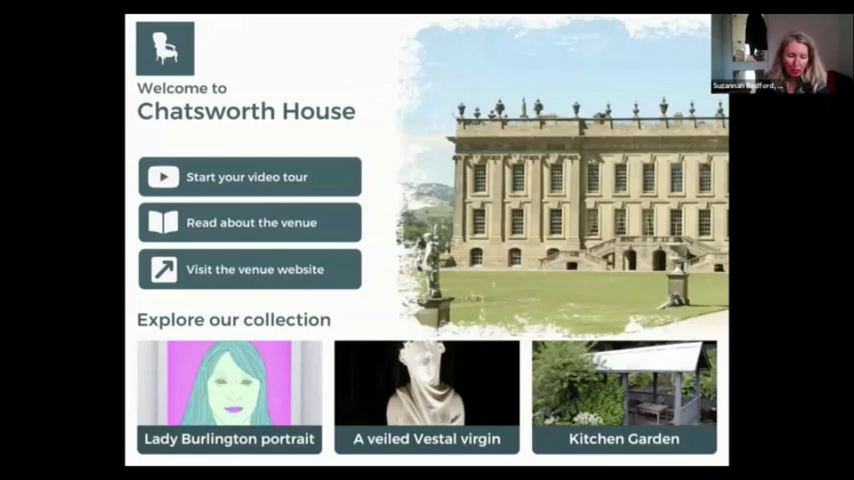 Welcome to
Chatsworth House
Start your video tour
Read about the venue
Visit the venue website
Explore our collection
Lady Burlington portrait
A veiled Vestal virgin
Kitchen Garden
Suzannah Bedford, ...